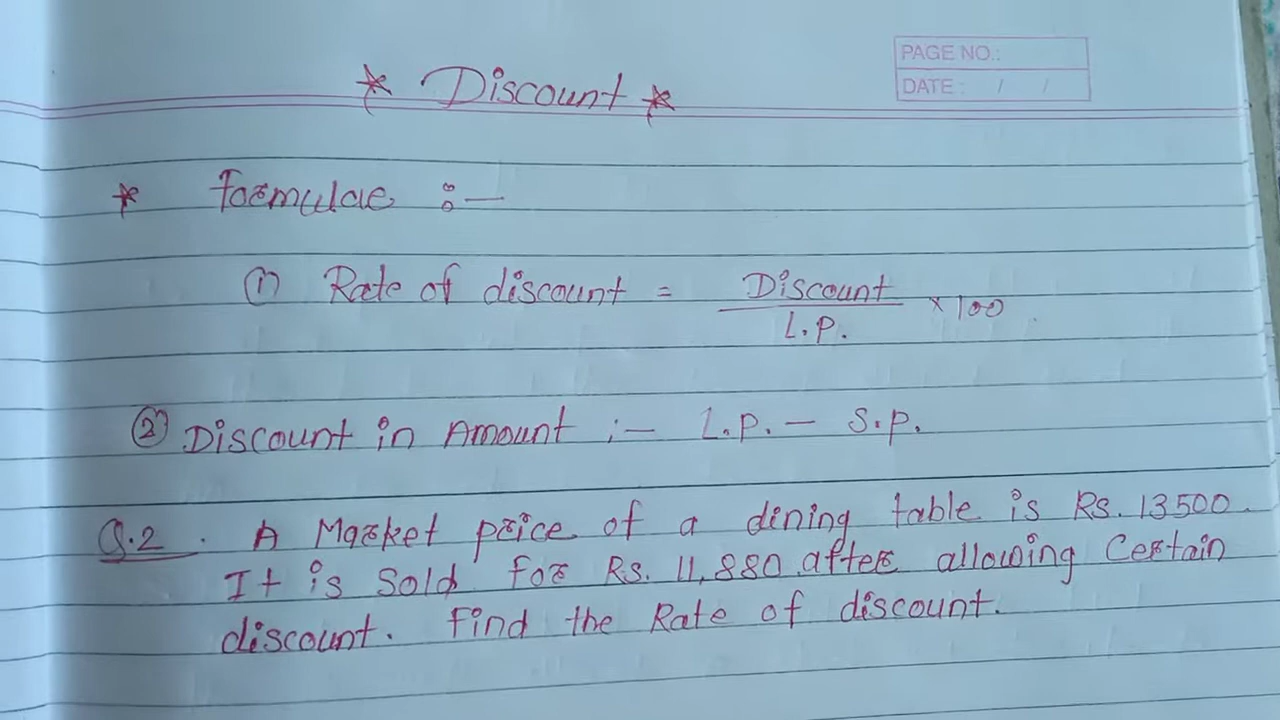 PAGE NO.:
DATE: / /
* Discount *
* Formulae :-
① Rate of discount = Discount / L.P. × 100
② Discount in Amount :- L.P. - S.P.
Q.2. A Market price of a dining table is Rs. 13500.
It is sold for Rs. 11,880 after allowing Certain
discount. Find the Rate of discount.